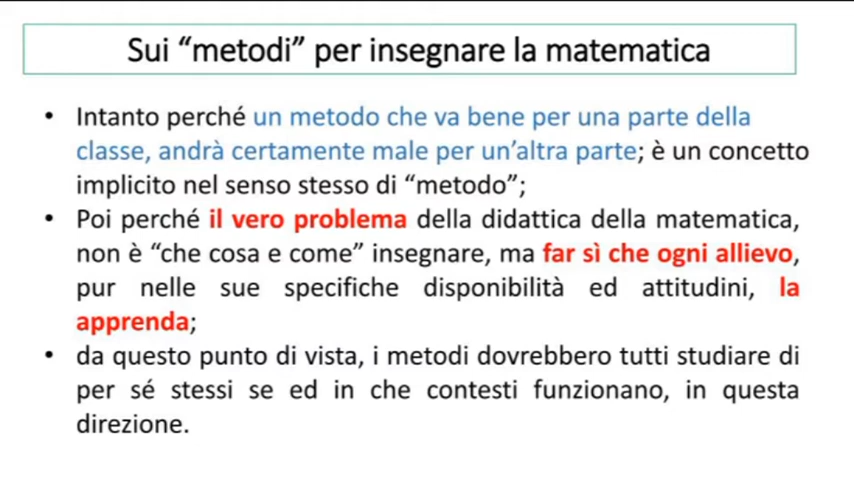 Sui “metodi” per insegnare la matematica
• Intanto perché un metodo che va bene per una parte della
classe, andrà certamente male per un’altra parte; è un concetto
implicito nel senso stesso di “metodo”;
• Poi perché il vero problema della didattica della matematica,
non è “che cosa e come” insegnare, ma far sì che ogni allievo,
pur nelle sue specifiche disponibilità ed attitudini, la
apprenda;
• da questo punto di vista, i metodi dovrebbero tutti studiare di
per sé stessi se ed in che contesti funzionano, in questa
direzione.